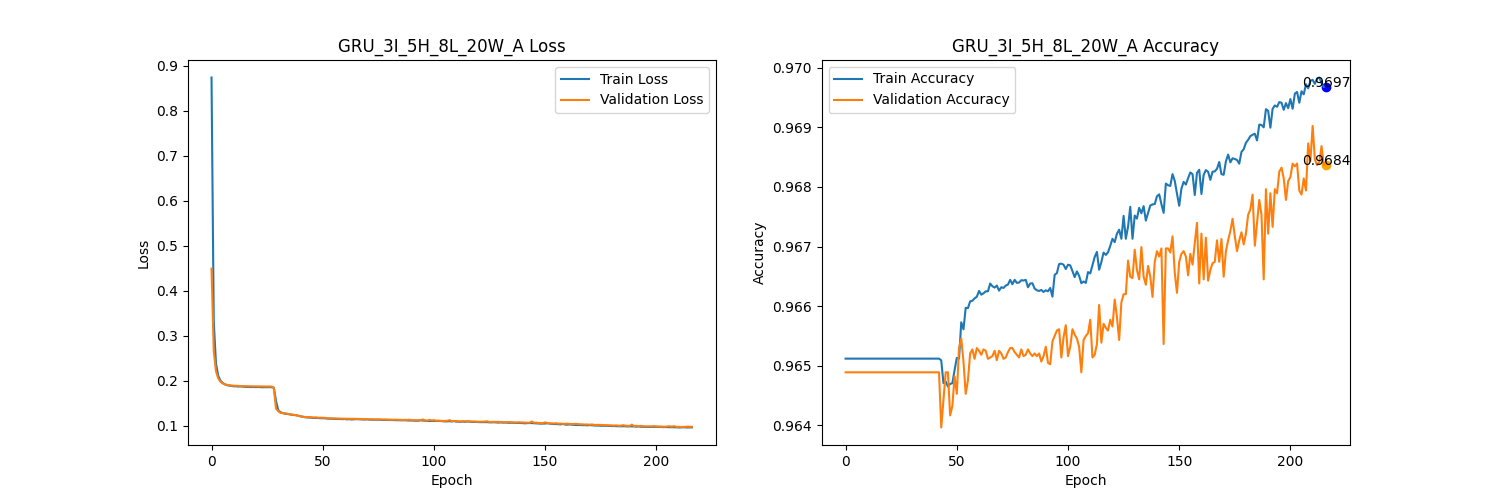 GRU_3I_5H_8L_20W_A Loss
0.9
0.8
0.7
0.6
0.5
0.4
0.3
0.2
0.1
Loss
0
50
100
150
200
Epoch
Train Loss
Validation Loss
GRU_3I_5H_8L_20W_A Accuracy
0.970
0.969
0.968
0.967
0.966
0.965
0.964
Accuracy
0
50
100
150
200
Epoch
Train Accuracy
Validation Accuracy
0.9697
0.9684